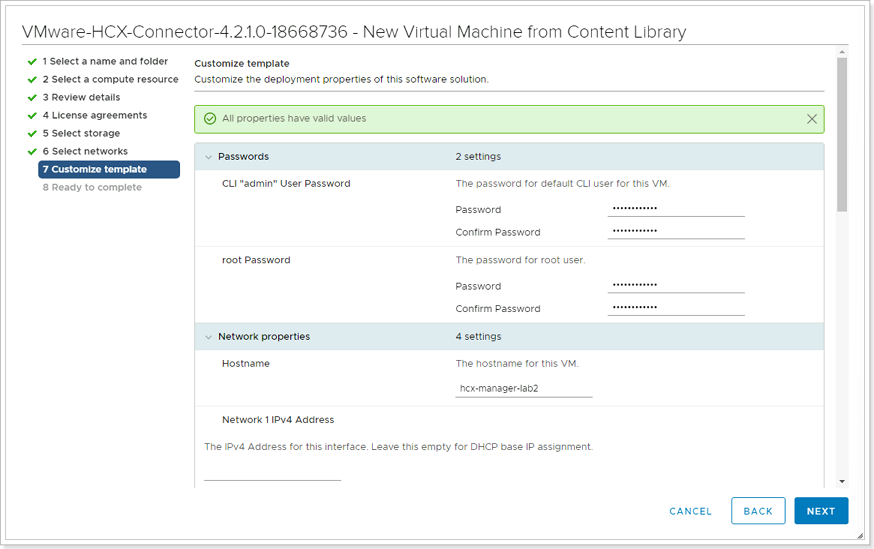 VMware-HCX-Connector-4.2.1.0-18668736 - New Virtual Machine from Content Library
1 Select a name and folder
2 Select a compute resource
3 Review details
4 License agreements
5 Select storage
6 Select networks
7 Customize template
8 Ready to complete
Customize template
Customize the deployment properties of this software solution.
All properties have valid values
Passwords 2 settings
CLI "admin" User Password The password for default CLI user for this VM.
Password ••••••••••••
Confirm Password ••••••••••••
root Password The password for root user.
Password ••••••••••••
Confirm Password ••••••••••••
Network properties 4 settings
Hostname The hostname for this VM.
hcx-manager-lab2
Network 1 IPv4 Address
The IPv4 Address for this interface. Leave this empty for DHCP base IP assignment.
CANCEL BACK NEXT